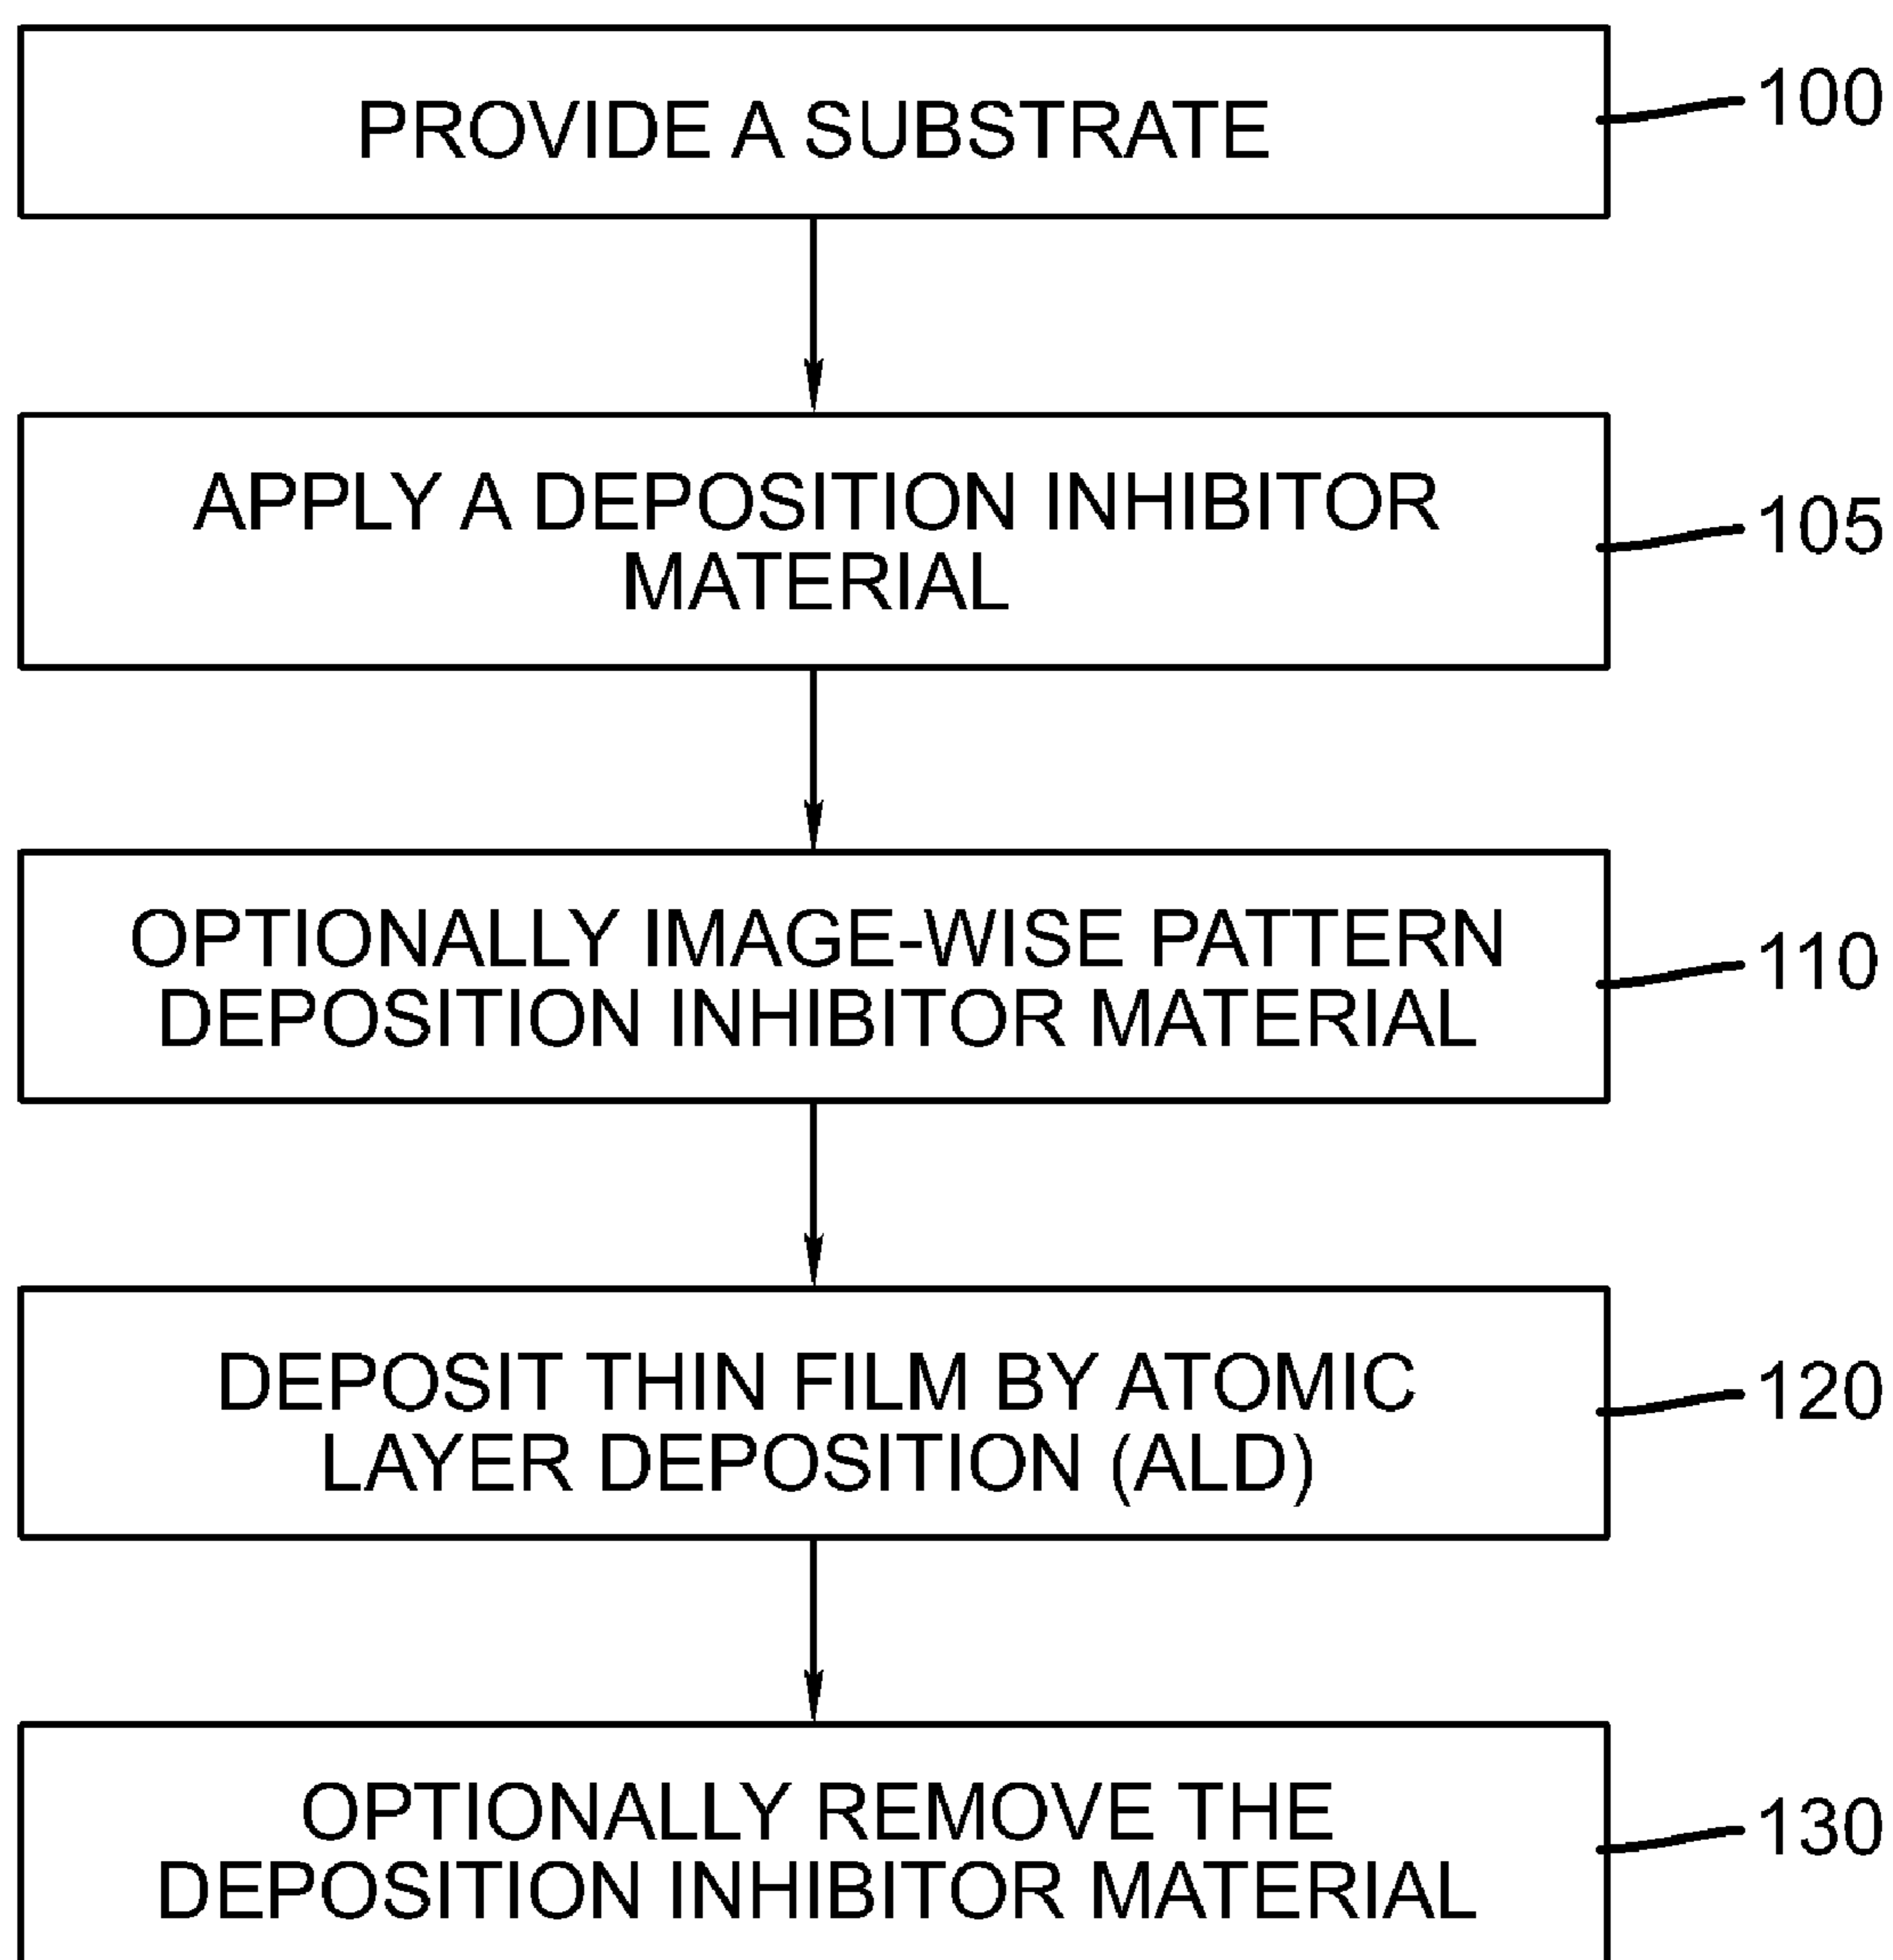 PROVIDE A SUBSTRATE
100
APPLY A DEPOSITION INHIBITOR
MATERIAL
105
OPTIONALLY IMAGE-WISE PATTERN
DEPOSITION INHIBITOR MATERIAL
110
DEPOSIT THIN FILM BY ATOMIC
LAYER DEPOSITION (ALD)
120
OPTIONALLY REMOVE THE
DEPOSITION INHIBITOR MATERIAL
130